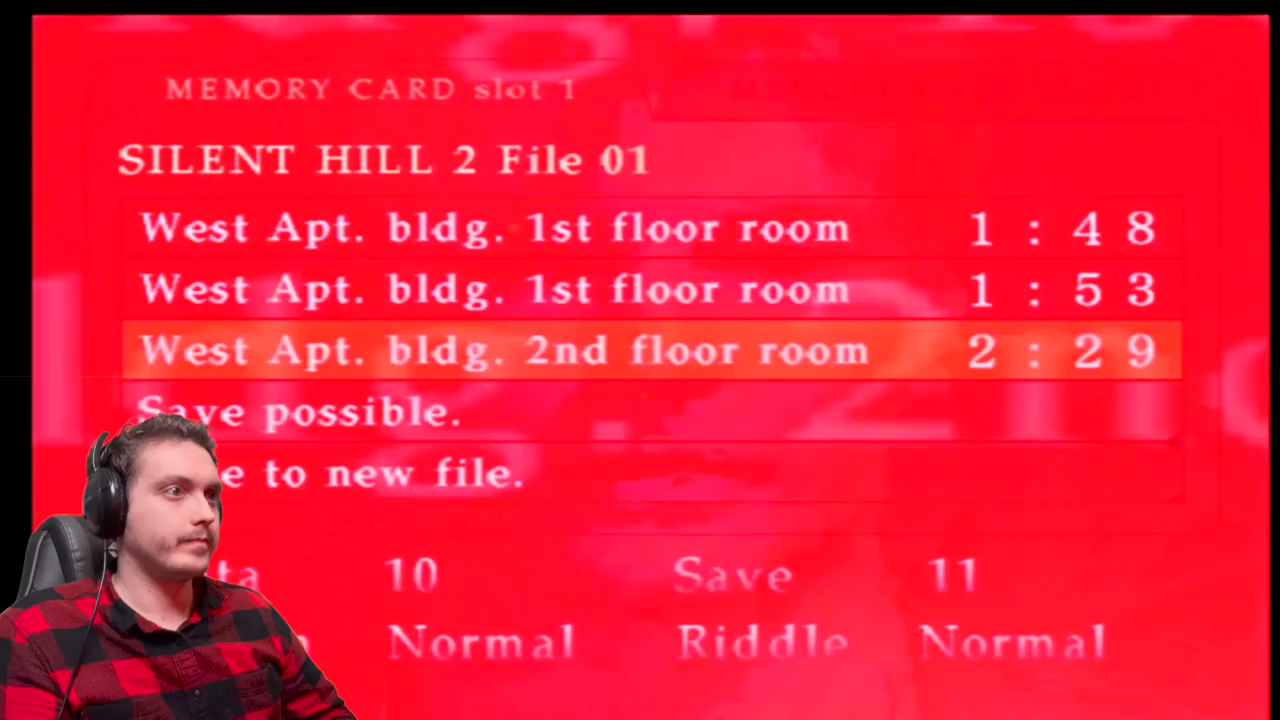 MEMORY CARD slot 1
SILENT HILL 2 File 01
West Apt. bldg. 1st floor room 1 : 48
West Apt. bldg. 1st floor room 1 : 53
West Apt. bldg. 2nd floor room 2 : 29
Save possible.
to new file.
10 Save 11
Normal Riddle Normal